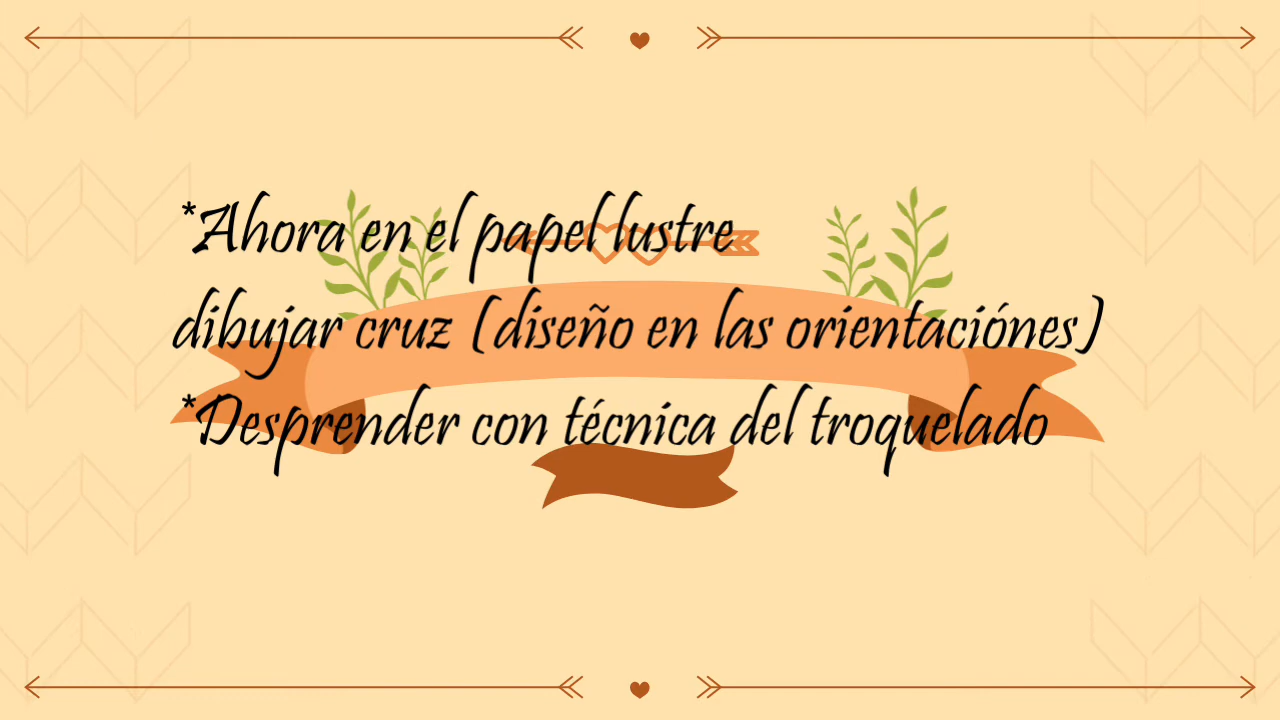 *Ahora en el papel lustre
dibujar cruz (diseño en las orientaciónes)
*Desprender con técnica del troquelado